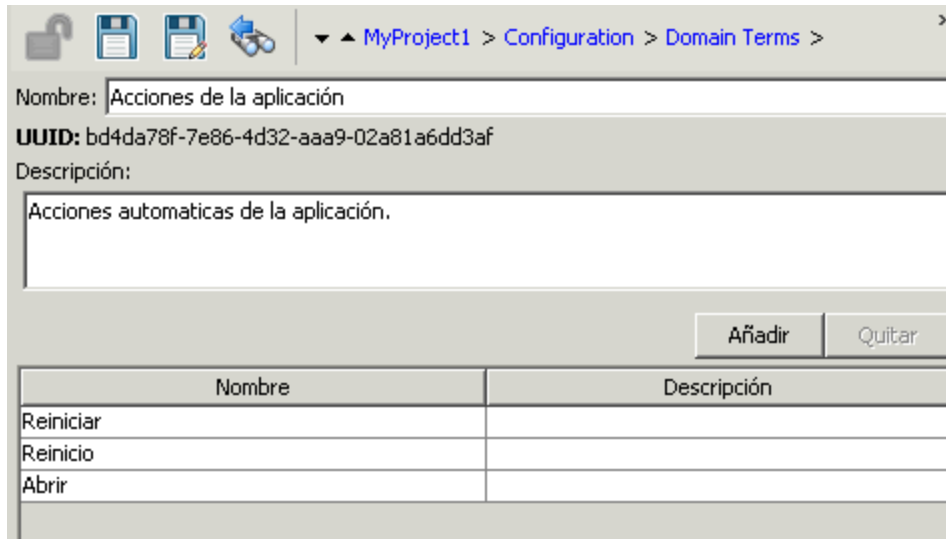 MyProject1 > Configuration > Domain Terms >
Nombre: Acciones de la aplicación
UUID: bd4da78f-7e86-4d32-aaa9-02a81a6dd3af
Descripción:
Acciones automaticas de la aplicación.
Añadir Quitar
Nombre Descripción
Reiniciar
Reinicio
Abrir